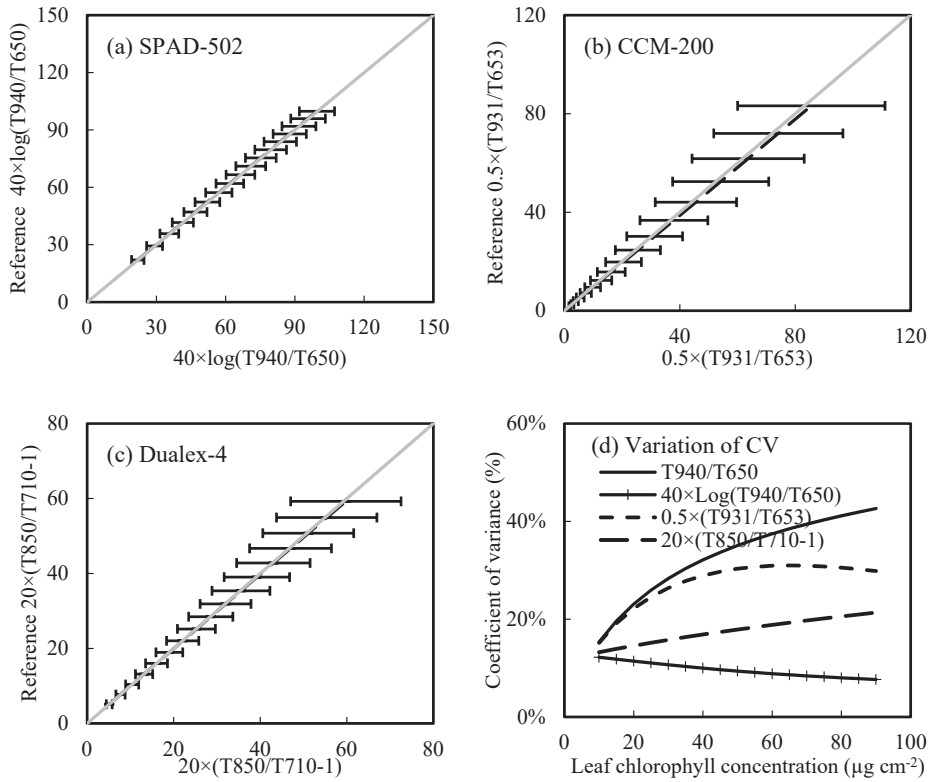 (a) SPAD-502
Reference 40×log(T940/T650)
150
120
90
60
30
0
0 30 60 90 120 150
40×log(T940/T650)
(b) CCM-200
Reference 0.5×(T931/T653)
120
80
40
0
0 40 80 120
0.5×(T931/T653)
(c) Dualex-4
Reference 20×(T850/T710-1)
80
60
40
20
0
0 20 40 60 80
20×(T850/T710-1)
(d) Variation of CV
T940/T650
40×Log(T940/T650)
0.5×(T931/T653)
20×(T850/T710-1)
Coefficient of variance (%)
60%
40%
20%
0%
0 20 40 60 80 100
Leaf chlorophyll concentration (µg cm⁻²)